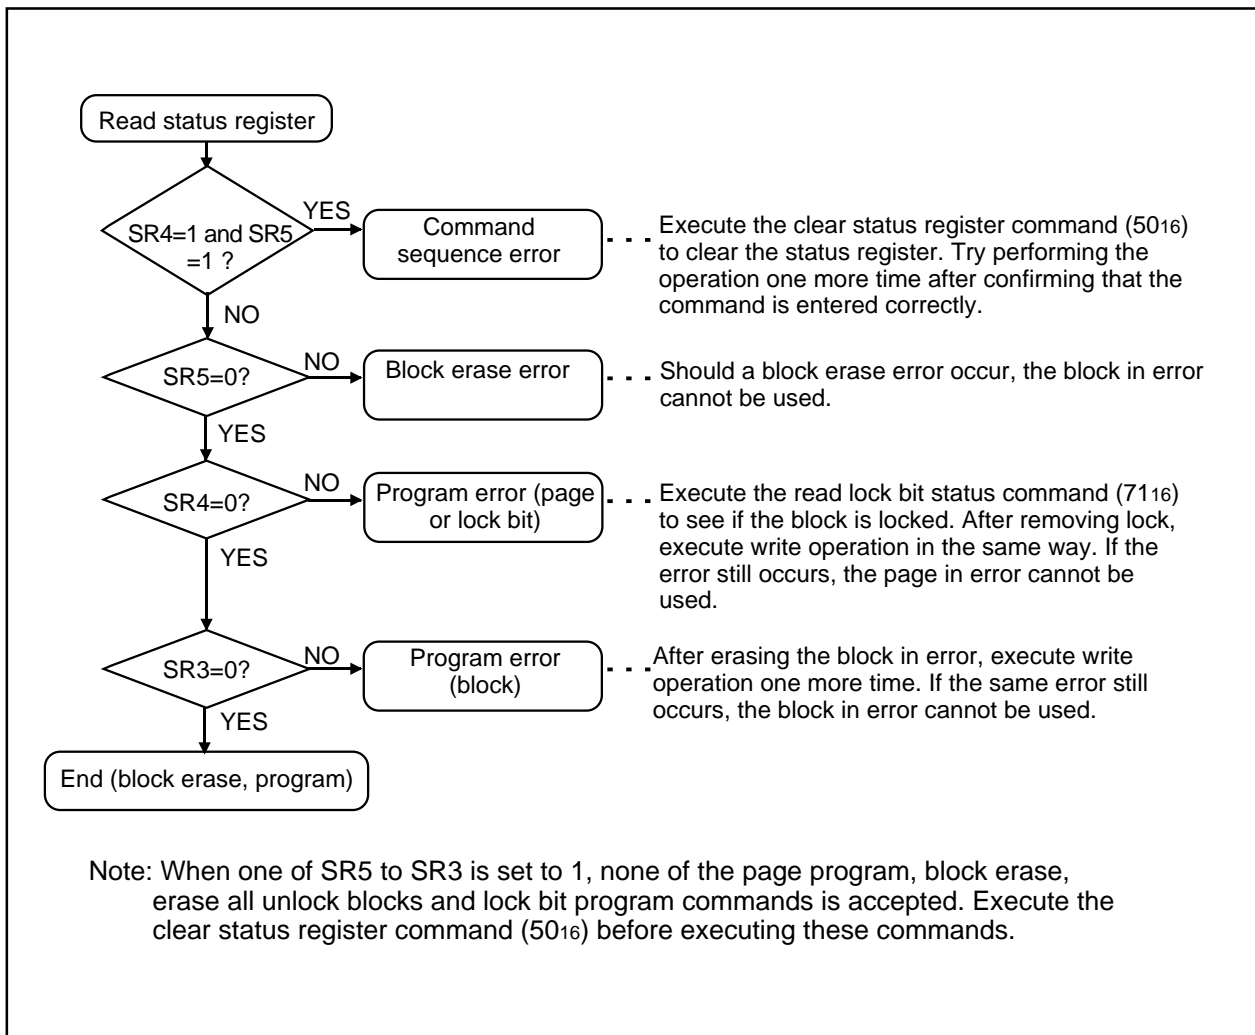 Read status register
SR4=1 and SR5
=1 ?
YES
Command
sequence error
Execute the clear status register command (5016)
to clear the status register. Try performing the
operation one more time after confirming that the
command is entered correctly.
NO
SR5=0?
NO
Block erase error
Should a block erase error occur, the block in error
cannot be used.
YES
SR4=0?
NO
Program error (page
or lock bit)
Execute the read lock bit status command (7116)
to see if the block is locked. After removing lock,
execute write operation in the same way. If the
error still occurs, the page in error cannot be
used.
YES
SR3=0?
NO
Program error
(block)
After erasing the block in error, execute write
operation one more time. If the same error still
occurs, the block in error cannot be used.
YES
End (block erase, program)
Note: When one of SR5 to SR3 is set to 1, none of the page program, block erase,
erase all unlock blocks and lock bit program commands is accepted. Execute the
clear status register command (5016) before executing these commands.